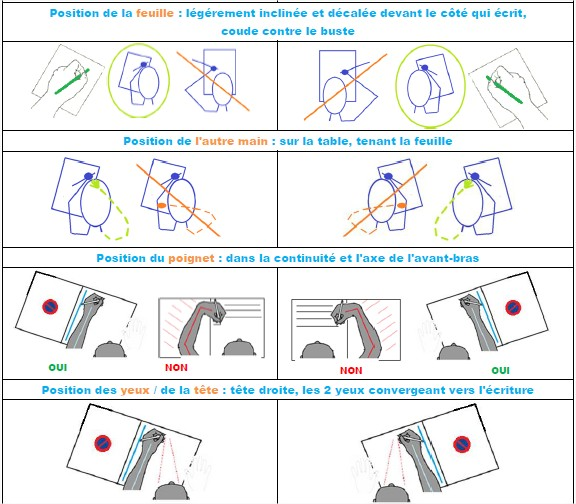 Position de la feuille : légérement inclinée et décalée devant le côté qui écrit,
coude contre le buste
Position de l'autre main : sur la table, tenant la feuille
Position du poignet : dans la continuité et l'axe de l'avant-bras
OUI NON NON OUI
Position des yeux / de la tête : tête droite, les 2 yeux convergeant vers l'écriture